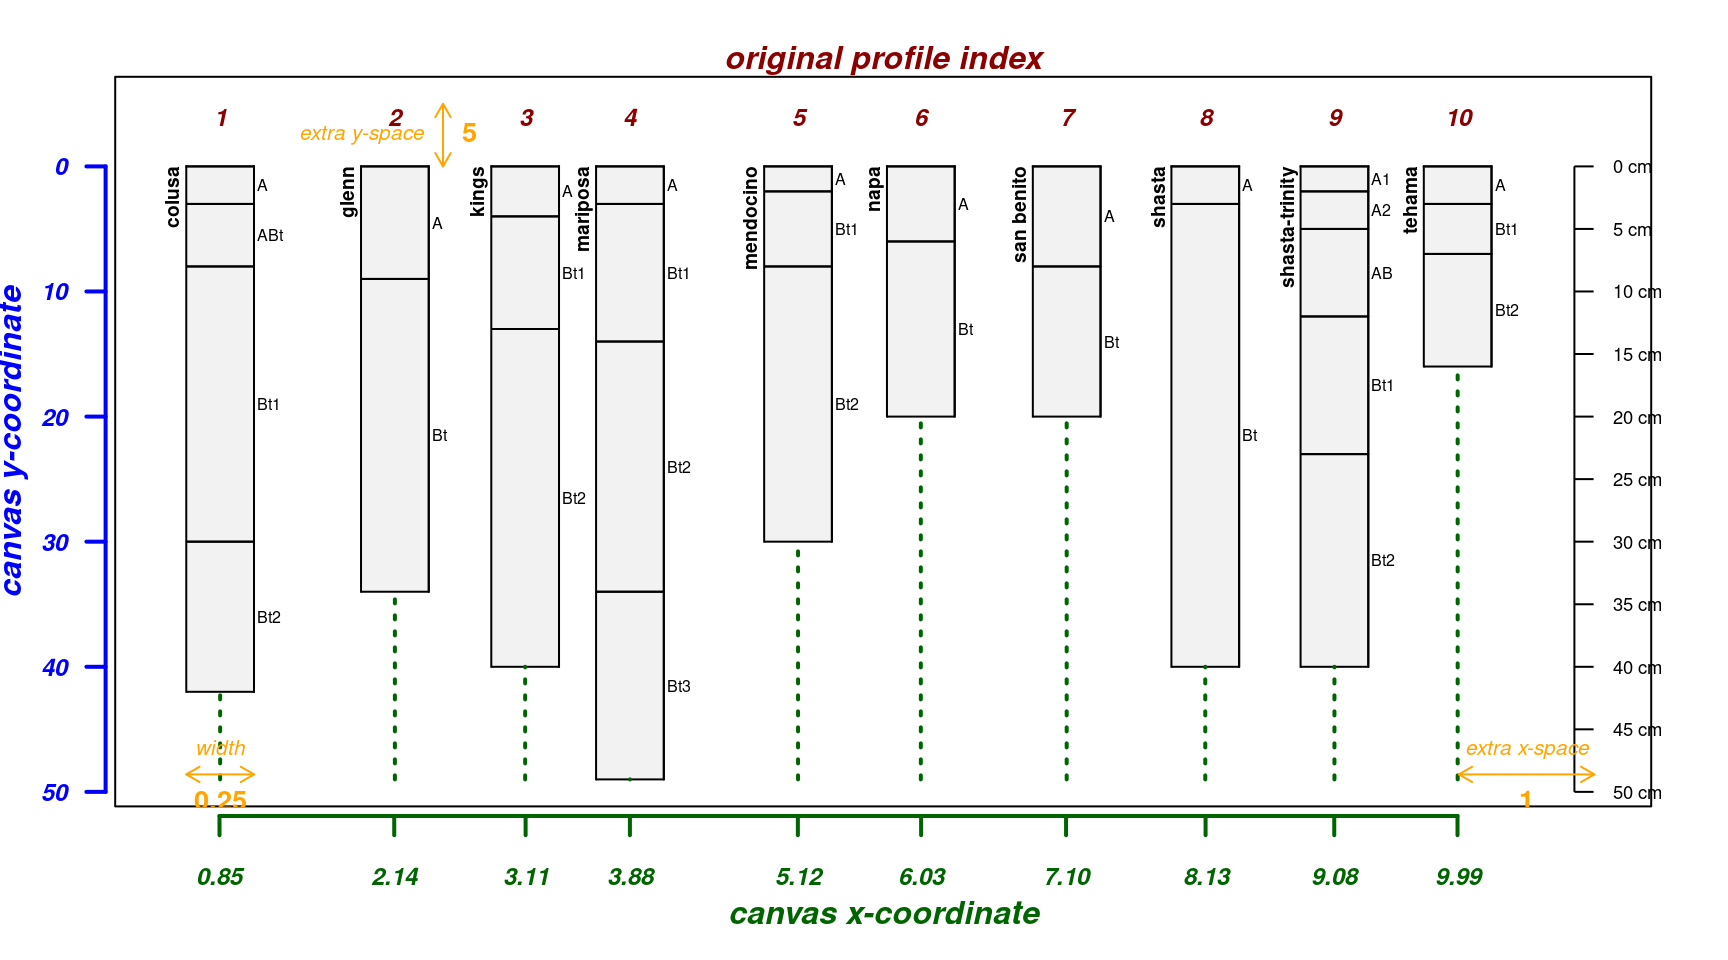 original profile index
1 2 3 4 5 6 7 8 9 10
extra y-space 5
canvas y-coordinate
0
10
20
30
40
50
colusa
A
ABt
Bt1
Bt2
glenn
A
Bt
kings
A
Bt1
Bt2
mariposa
A
Bt1
Bt2
Bt3
mendocino
A
Bt1
Bt2
napa
A
Bt
san benito
A
Bt
shasta
A
Bt
shasta-trinity
A1
A2
AB
Bt1
Bt2
tehama
A
Bt1
Bt2
0 cm
5 cm
10 cm
15 cm
20 cm
25 cm
30 cm
35 cm
40 cm
45 cm
50 cm
width
0.25
extra x-space
1
0.85 2.14 3.11 3.88 5.12 6.03 7.10 8.13 9.08 9.99
canvas x-coordinate